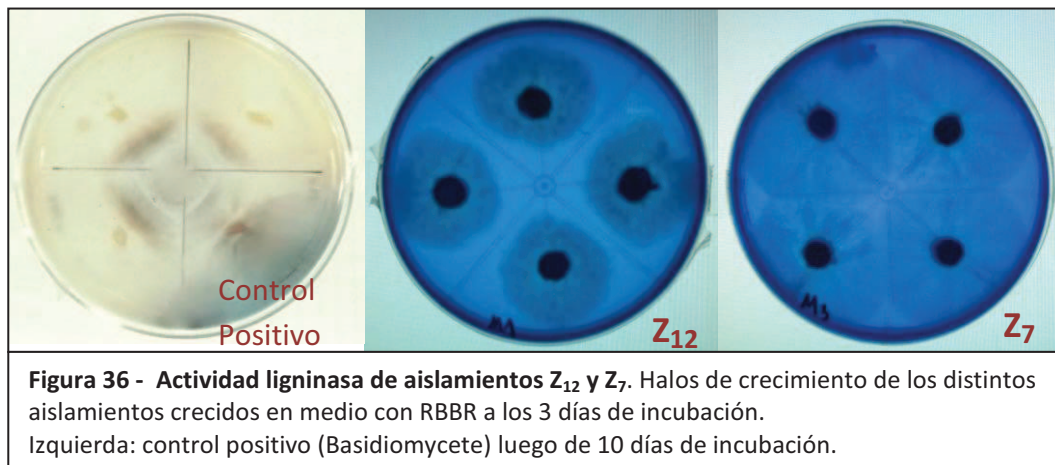 Control
Positivo
M1
Z₁₂
M3
Z₇
Figura 36 - Actividad ligninasa de aislamientos Z₁₂ y Z₇. Halos de crecimiento de los distintos
aislamientos crecidos en medio con RBBR a los 3 días de incubación.
Izquierda: control positivo (Basidiomycete) luego de 10 días de incubación.